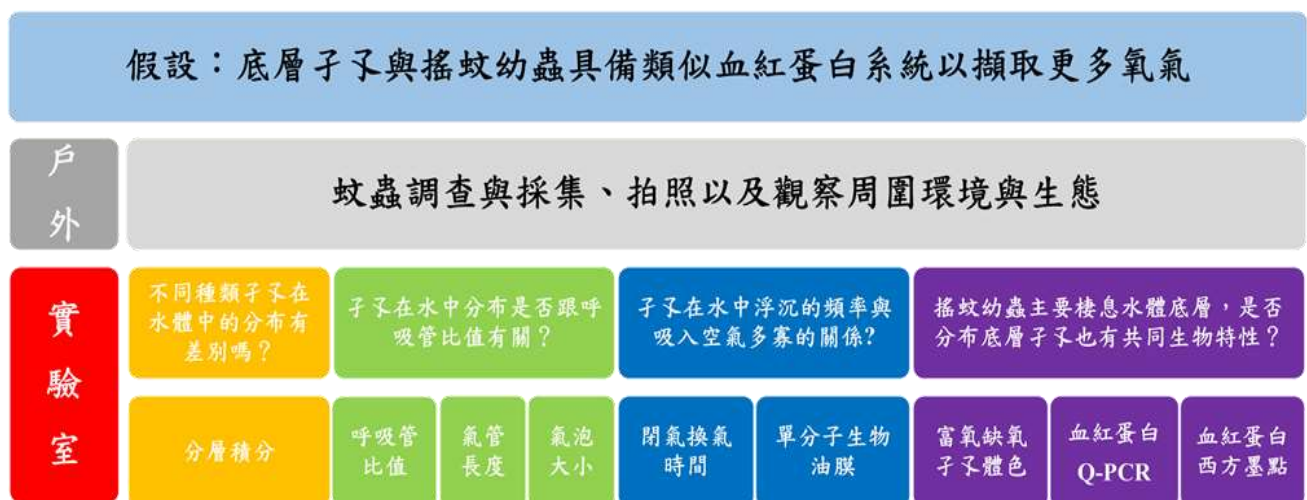 假設：底層孑孓與搖蚊幼蟲具備類似血紅蛋白系統以擷取更多氧氣
戶
外
蚊蟲調查與採集、拍照以及觀察周圍環境與生態
實
驗
室
不同種類孑孓在
水體中的分布有
差別嗎？
孑孓在水中分布是否跟呼
吸管比值有關？
孑孓在水中浮沉的頻率與
吸入空氣多寡的關係?
搖蚊幼蟲主要棲息水體底層，是否
分布底層孑孓也有共同生物特性？
分層積分
呼吸管
比值
氣管
長度
氣泡
大小
閉氣換氣
時間
單分子生物
油膜
富氧缺氧
孑孓體色
血紅蛋白
Q-PCR
血紅蛋白
西方墨點